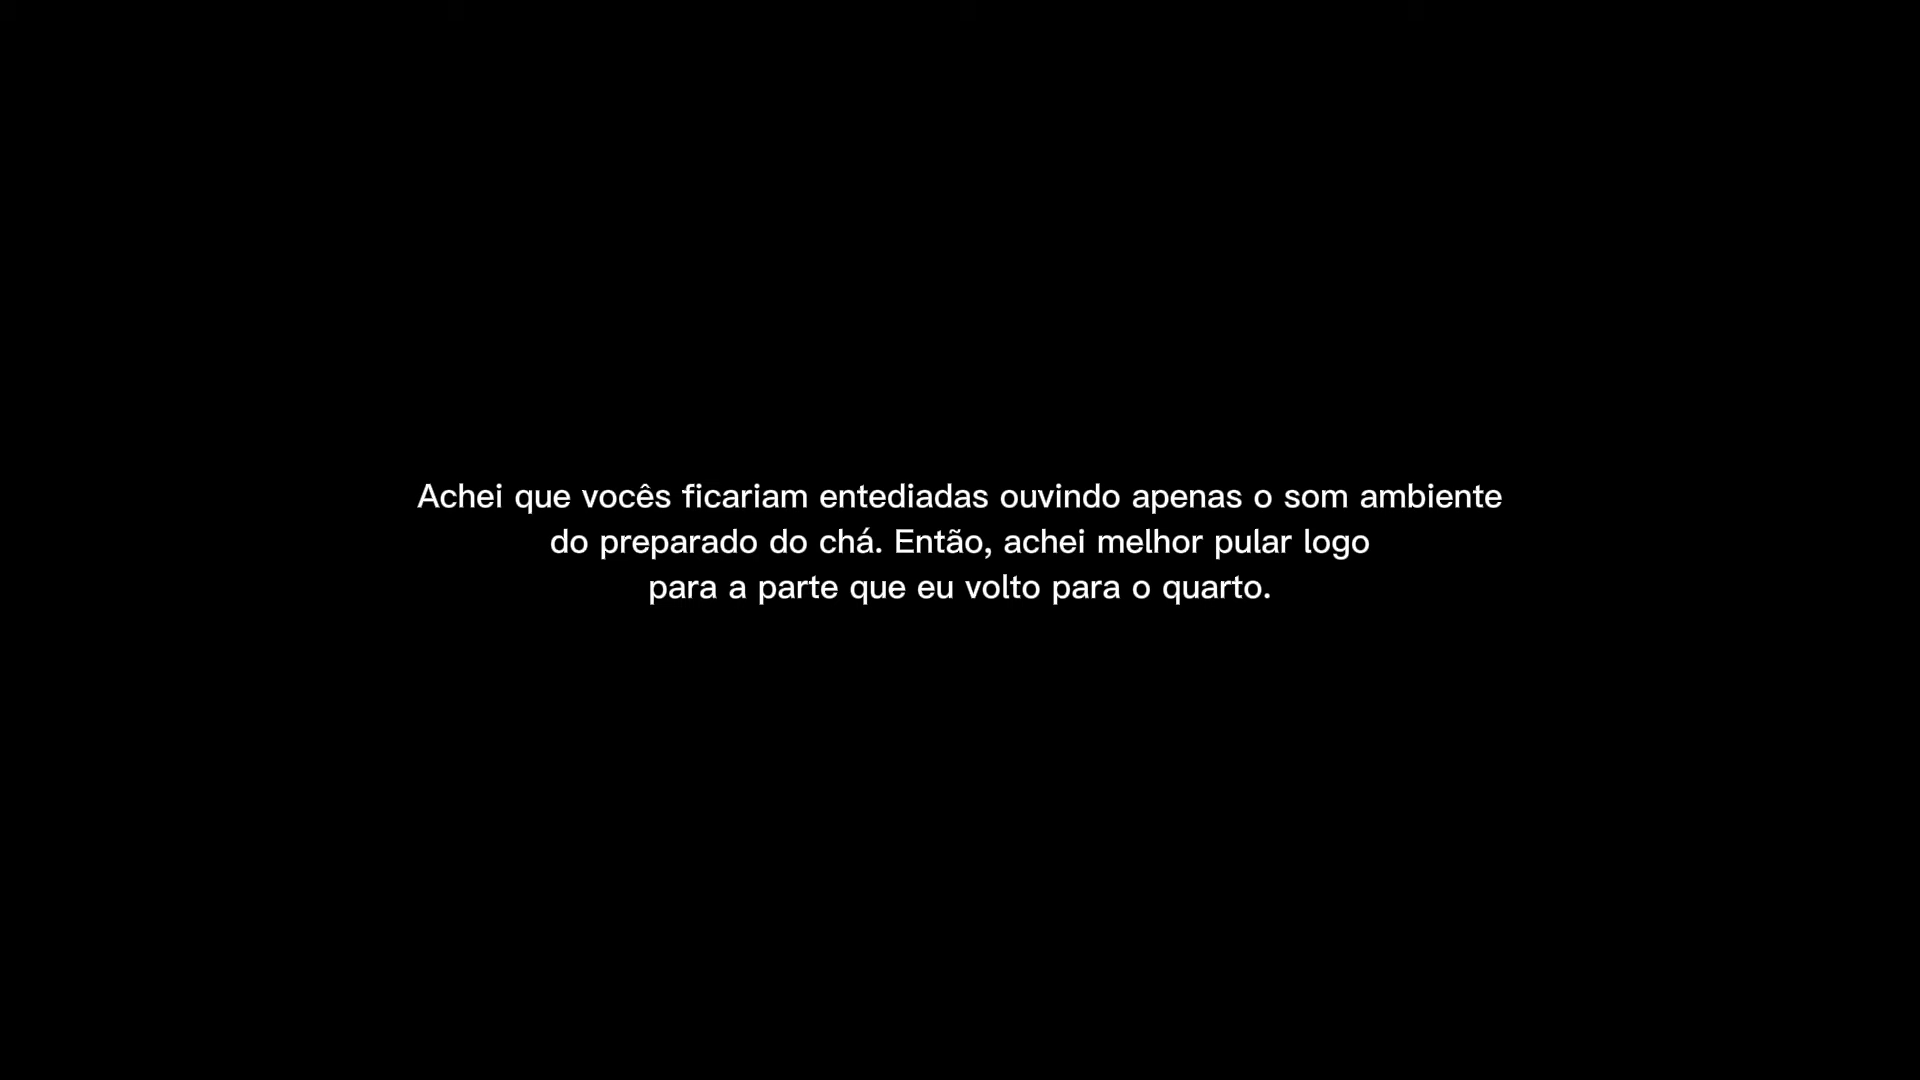 Achei que vocês ficariam entediadas ouvindo apenas o som ambiente
do preparado do chá. Então, achei melhor pular logo
para a parte que eu volto para o quarto.